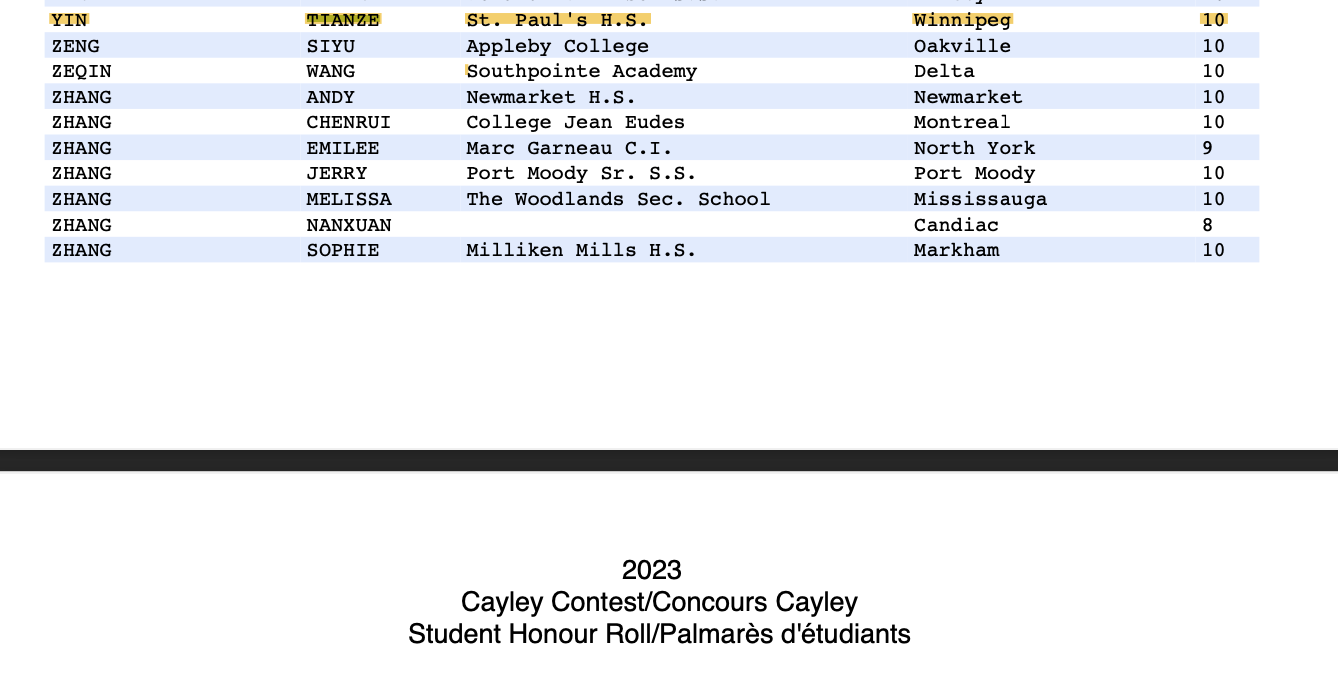 YIN TIANZE St. Paul's H.S. Winnipeg 10
ZENG SIYU Appleby College Oakville 10
ZEQIN WANG Southpointe Academy Delta 10
ZHANG ANDY Newmarket H.S. Newmarket 10
ZHANG CHENRUI College Jean Eudes Montreal 10
ZHANG EMILEE Marc Garneau C.I. North York 9
ZHANG JERRY Port Moody Sr. S.S. Port Moody 10
ZHANG MELISSA The Woodlands Sec. School Mississauga 10
ZHANG NANXUAN Candiac 8
ZHANG SOPHIE Milliken Mills H.S. Markham 10
2023
Cayley Contest/Concours Cayley
Student Honour Roll/Palmarès d'étudiants